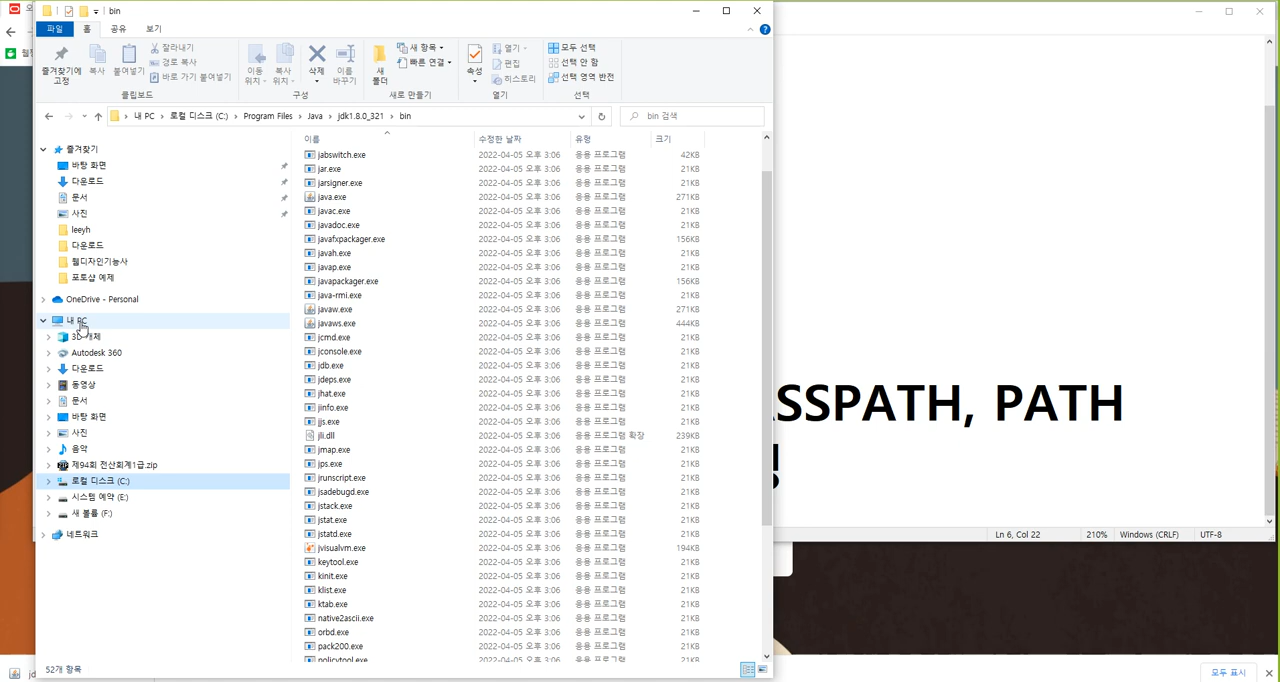 bin
파일
홈
공유
보기
즐겨찾기에
고정
복사
붙여넣기
잘라내기
경로 복사
바로 가기 붙여넣기
클립보드
이동
위치
복사
위치
삭제
이름
바꾸기
구성
새
폴더
새 항목
빠른 연결
새로 만들기
속성
열기
편집
히스토리
열기
모두 선택
선택 안 함
선택 영역 반전
선택
내 PC › 로컬 디스크 (C:) › Program Files › Java › jdk1.8.0_321 › bin
bin 검색
즐겨찾기
바탕 화면
다운로드
문서
사진
leeyh
다운로드
웹디자인기능사
포토샵 예제
OneDrive - Personal
내 PC
3D 개체
Autodesk 360
다운로드
동영상
문서
바탕 화면
사진
음악
제94회 전산회계1급.zip
로컬 디스크 (C:)
시스템 예약 (E:)
새 볼륨 (F:)
네트워크
이름 수정한 날짜 유형 크기
jabswitch.exe 2022-04-05 오후 3:06 응용 프로그램 42KB
jar.exe 2022-04-05 오후 3:06 응용 프로그램 21KB
jarsigner.exe 2022-04-05 오후 3:06 응용 프로그램 21KB
java.exe 2022-04-05 오후 3:06 응용 프로그램 271KB
javac.exe 2022-04-05 오후 3:06 응용 프로그램 21KB
javadoc.exe 2022-04-05 오후 3:06 응용 프로그램 21KB
javafxpackager.exe 2022-04-05 오후 3:06 응용 프로그램 156KB
javah.exe 2022-04-05 오후 3:06 응용 프로그램 21KB
javap.exe 2022-04-05 오후 3:06 응용 프로그램 21KB
javapackager.exe 2022-04-05 오후 3:06 응용 프로그램 156KB
java-rmi.exe 2022-04-05 오후 3:06 응용 프로그램 21KB
javaw.exe 2022-04-05 오후 3:06 응용 프로그램 271KB
javaws.exe 2022-04-05 오후 3:06 응용 프로그램 444KB
jcmd.exe 2022-04-05 오후 3:06 응용 프로그램 21KB
jconsole.exe 2022-04-05 오후 3:06 응용 프로그램 21KB
jdb.exe 2022-04-05 오후 3:06 응용 프로그램 21KB
jdeps.exe 2022-04-05 오후 3:06 응용 프로그램 21KB
jhat.exe 2022-04-05 오후 3:06 응용 프로그램 21KB
jinfo.exe 2022-04-05 오후 3:06 응용 프로그램 21KB
jjs.exe 2022-04-05 오후 3:06 응용 프로그램 21KB
jli.dll 2022-04-05 오후 3:06 응용 프로그램 확장 239KB
jmap.exe 2022-04-05 오후 3:06 응용 프로그램 21KB
jps.exe 2022-04-05 오후 3:06 응용 프로그램 21KB
jrunscript.exe 2022-04-05 오후 3:06 응용 프로그램 21KB
jsadebugd.exe 2022-04-05 오후 3:06 응용 프로그램 21KB
jstack.exe 2022-04-05 오후 3:06 응용 프로그램 21KB
jstat.exe 2022-04-05 오후 3:06 응용 프로그램 21KB
jstatd.exe 2022-04-05 오후 3:06 응용 프로그램 21KB
jvisualvm.exe 2022-04-05 오후 3:06 응용 프로그램 194KB
keytool.exe 2022-04-05 오후 3:06 응용 프로그램 21KB
kinit.exe 2022-04-05 오후 3:06 응용 프로그램 21KB
klist.exe 2022-04-05 오후 3:06 응용 프로그램 21KB
ktab.exe 2022-04-05 오후 3:06 응용 프로그램 21KB
native2ascii.exe 2022-04-05 오후 3:06 응용 프로그램 21KB
orbd.exe 2022-04-05 오후 3:06 응용 프로그램 21KB
pack200.exe 2022-04-05 오후 3:06 응용 프로그램 21KB
policytool.exe 2022-04-05 오후 3:06 응용 프로그램 21KB
52개 항목
SSPATH, PATH
Ln 6, Col 22 210% Windows (CRLF) UTF-8
모두 표시